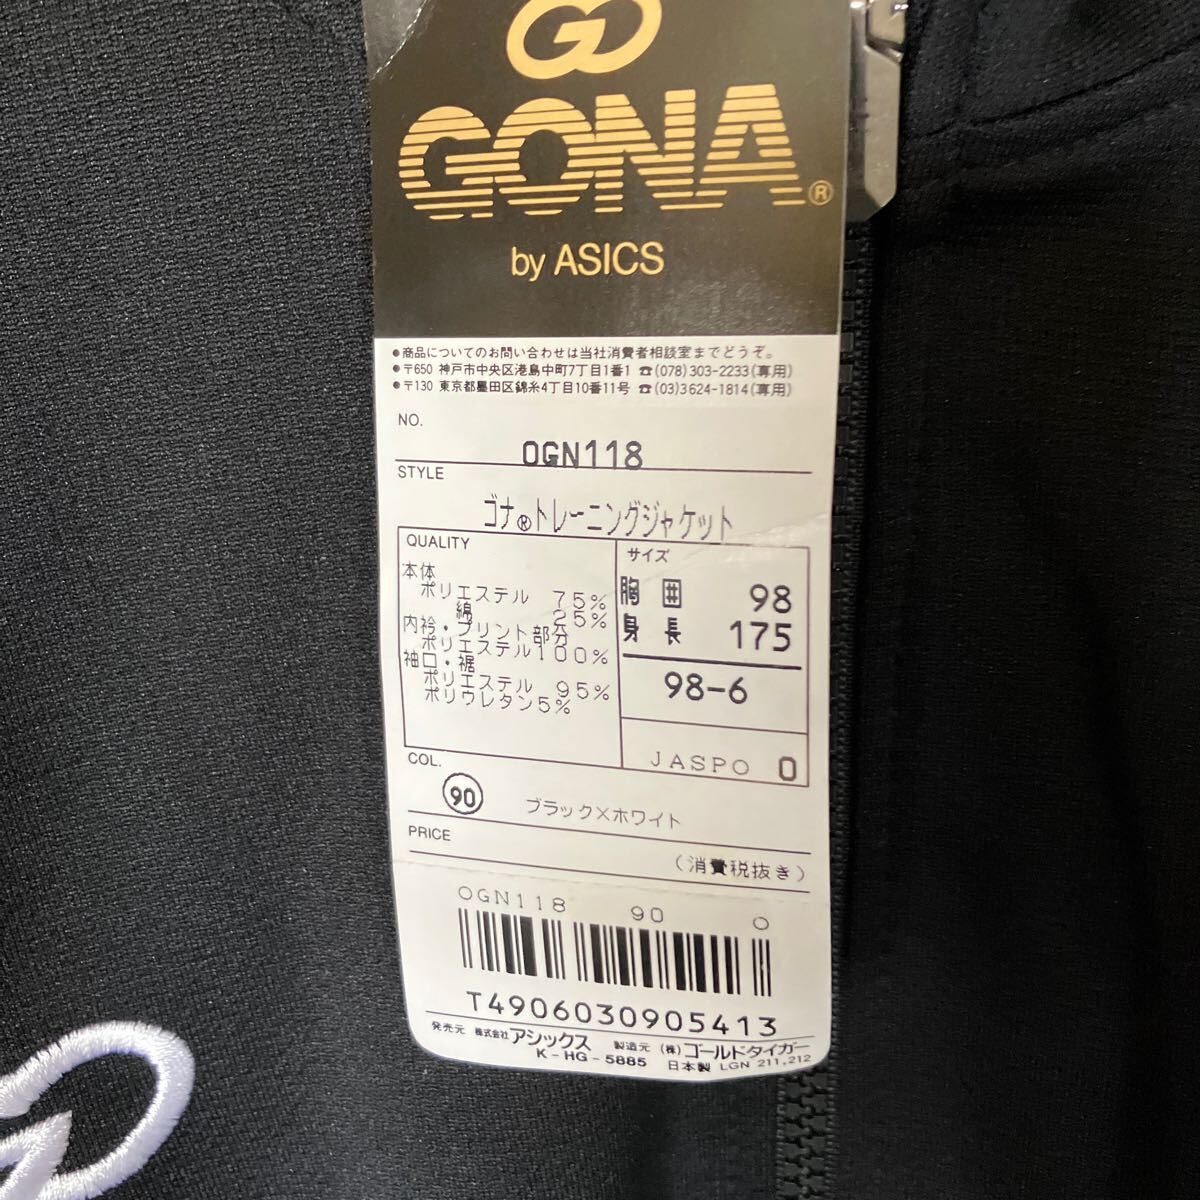 GONA®
by ASICS
●商品についてのお問い合わせは当社消費者相談室までどうぞ。
●〒650 神戸市中央区港島中町7丁目1番1 ☎(078)303-2233(専用)
●〒130 東京都墨田区錦糸4丁目10番11号 ☎(03)3624-1814(専用)
NO.
OGN118
STYLE
ゴナ®トレーニングジャケット
QUALITY
本体
ポリエステル 75%
綿 25%
内衿・プリント部分
ポリエステル100%
袖口・裾
ポリエステル 95%
ポリウレタン5%
サイズ
胸囲 98
身長 175
98-6
JASPO O
COL.
90 ブラック×ホワイト
PRICE
(消費税抜き)
OGN118 90 O
T4906030905413
発売元 株式会社アシックス 製造元 (株)ゴールドタイガー
K-HG-5885 日本製 LGN 211,212